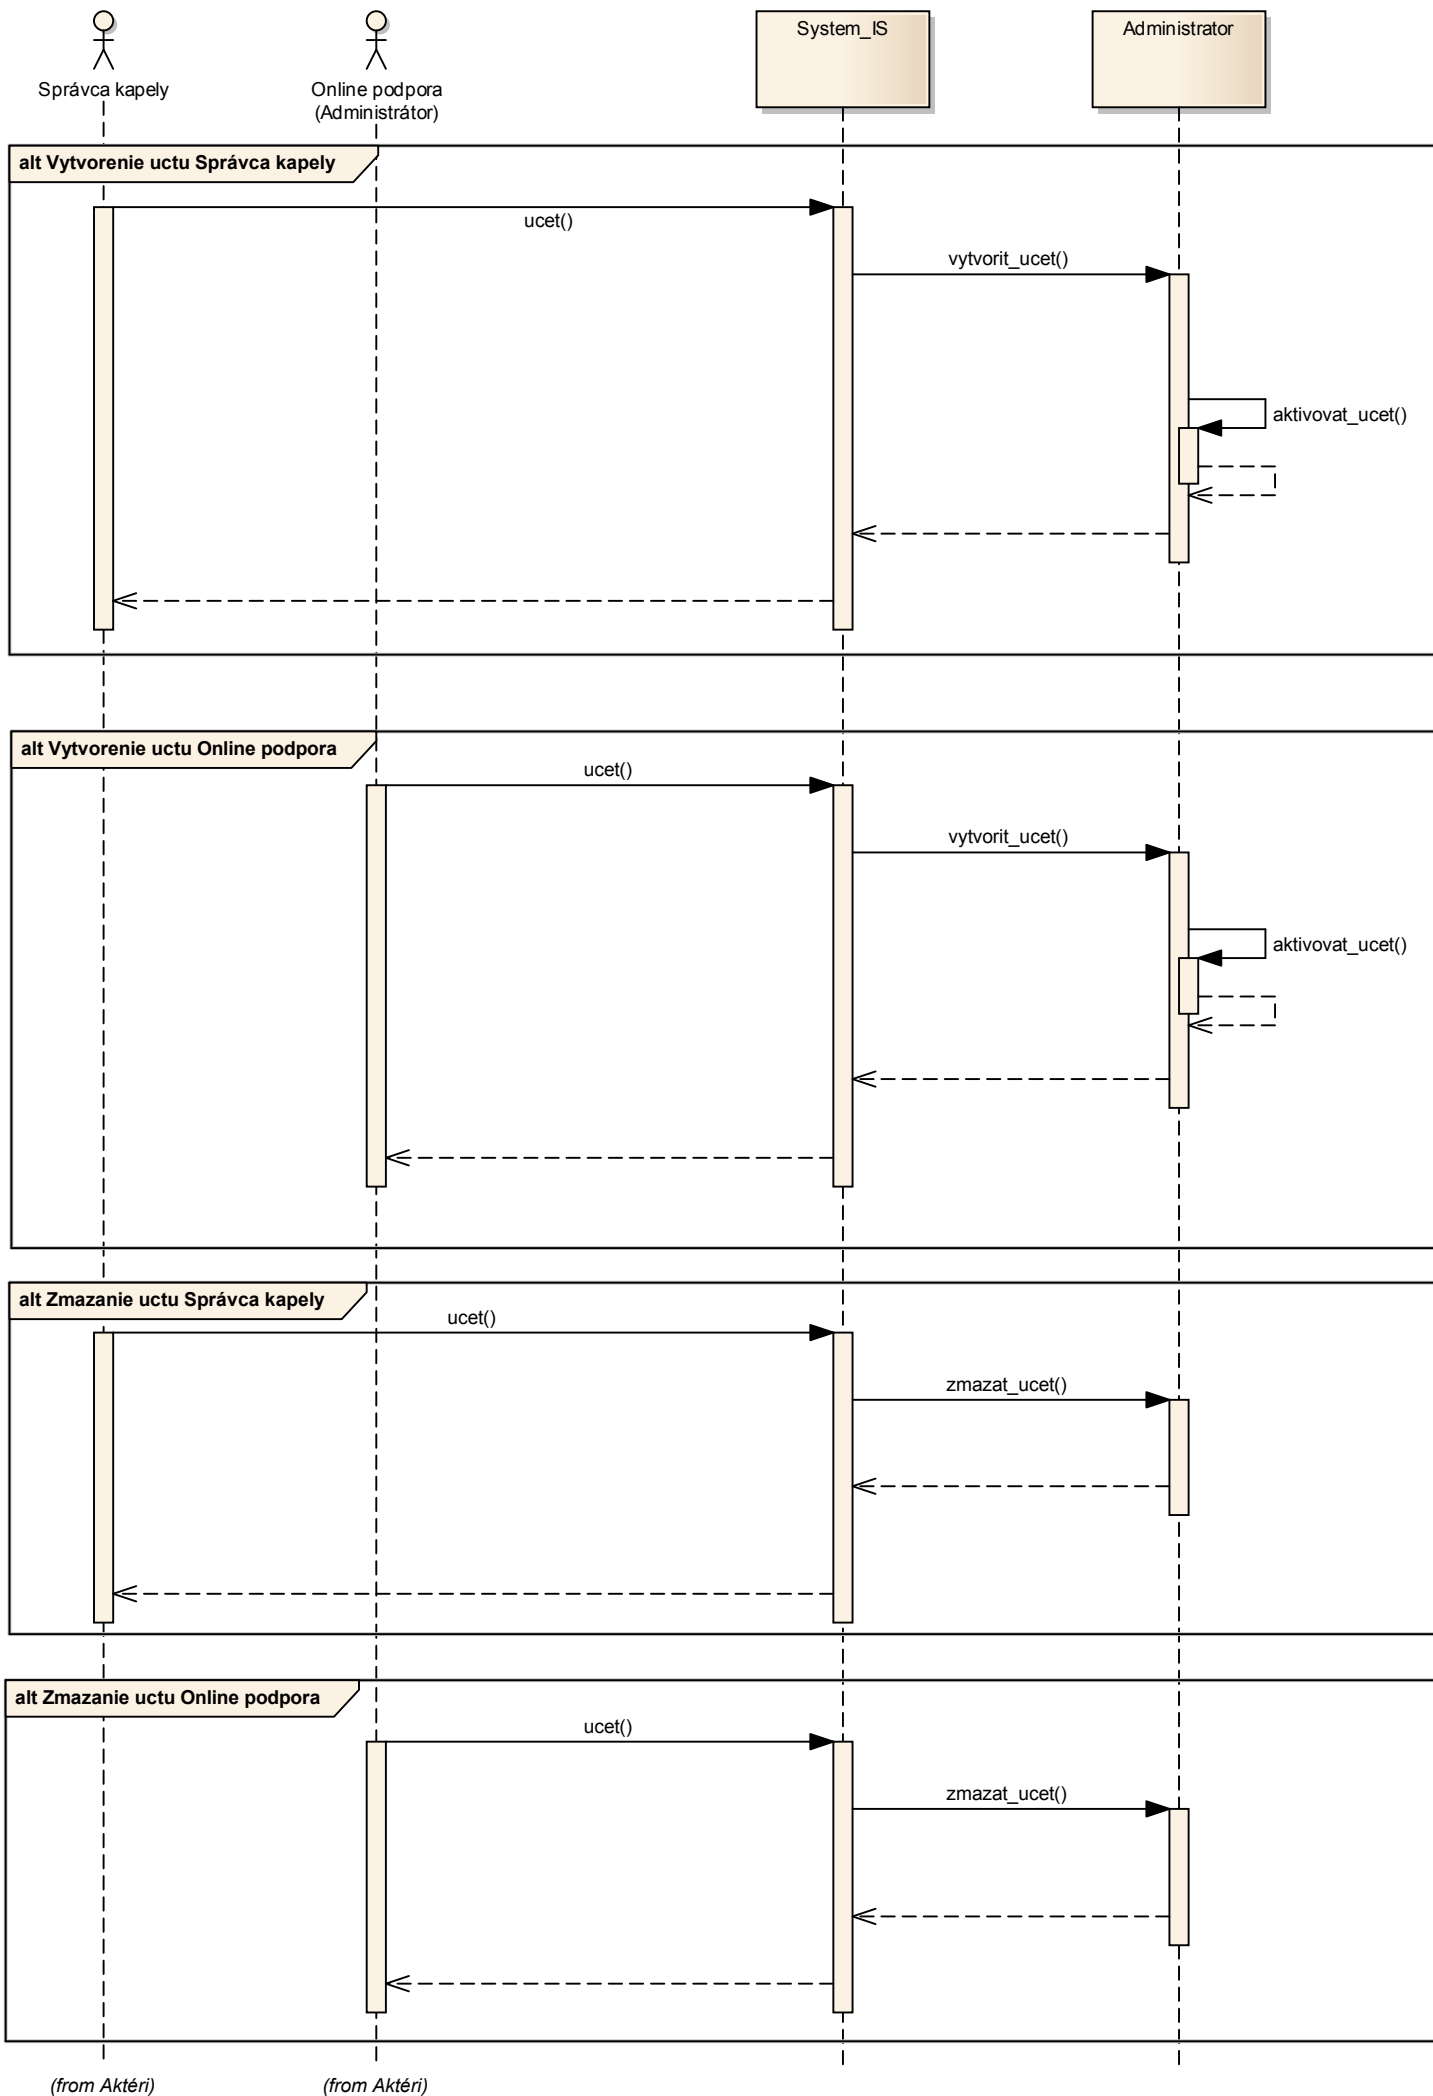 Správca kapely
Online podpora
(Administrátor)
System_IS
Administrator
alt Vytvorenie uctu Správca kapely
ucet()
vytvorit_ucet()
aktivovat_ucet()
alt Vytvorenie uctu Online podpora
ucet()
vytvorit_ucet()
aktivovat_ucet()
alt Zmazanie uctu Správca kapely
ucet()
zmazat_ucet()
alt Zmazanie uctu Online podpora
ucet()
zmazat_ucet()
(from Aktéri)
(from Aktéri)